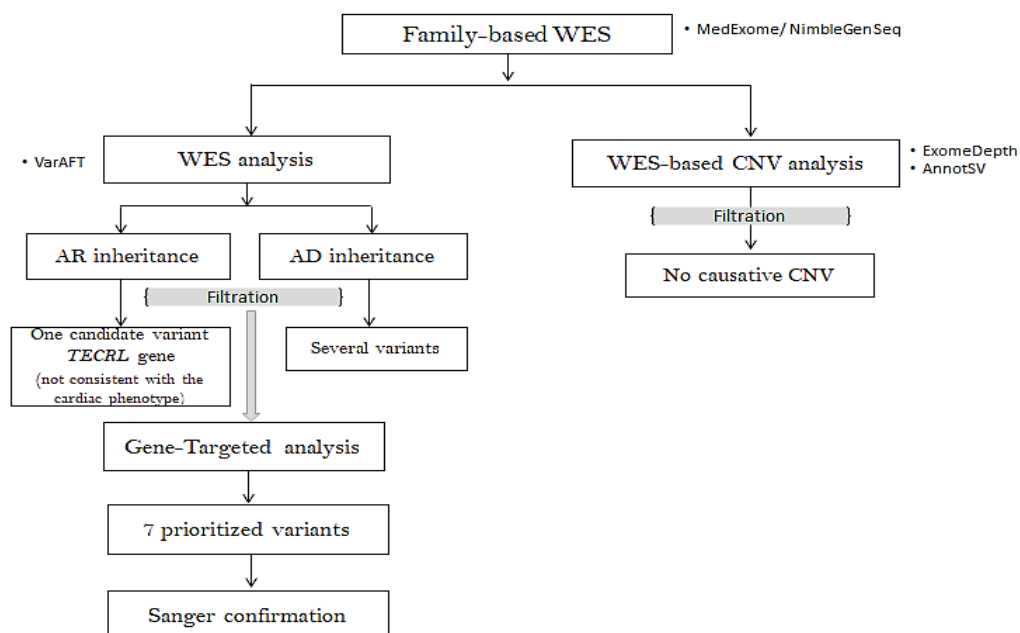 Family-based WES
• MedExome/ NimbleGenSeq
• VarAFT
WES analysis
WES-based CNV analysis
• ExomeDepth
• AnnotSV
{ Filtration }
AR inheritance
AD inheritance
No causative CNV
{ Filtration }
One candidate variant
TECRL gene
(not consistent with the
cardiac phenotype)
Several variants
Gene-Targeted analysis
7 prioritized variants
Sanger confirmation